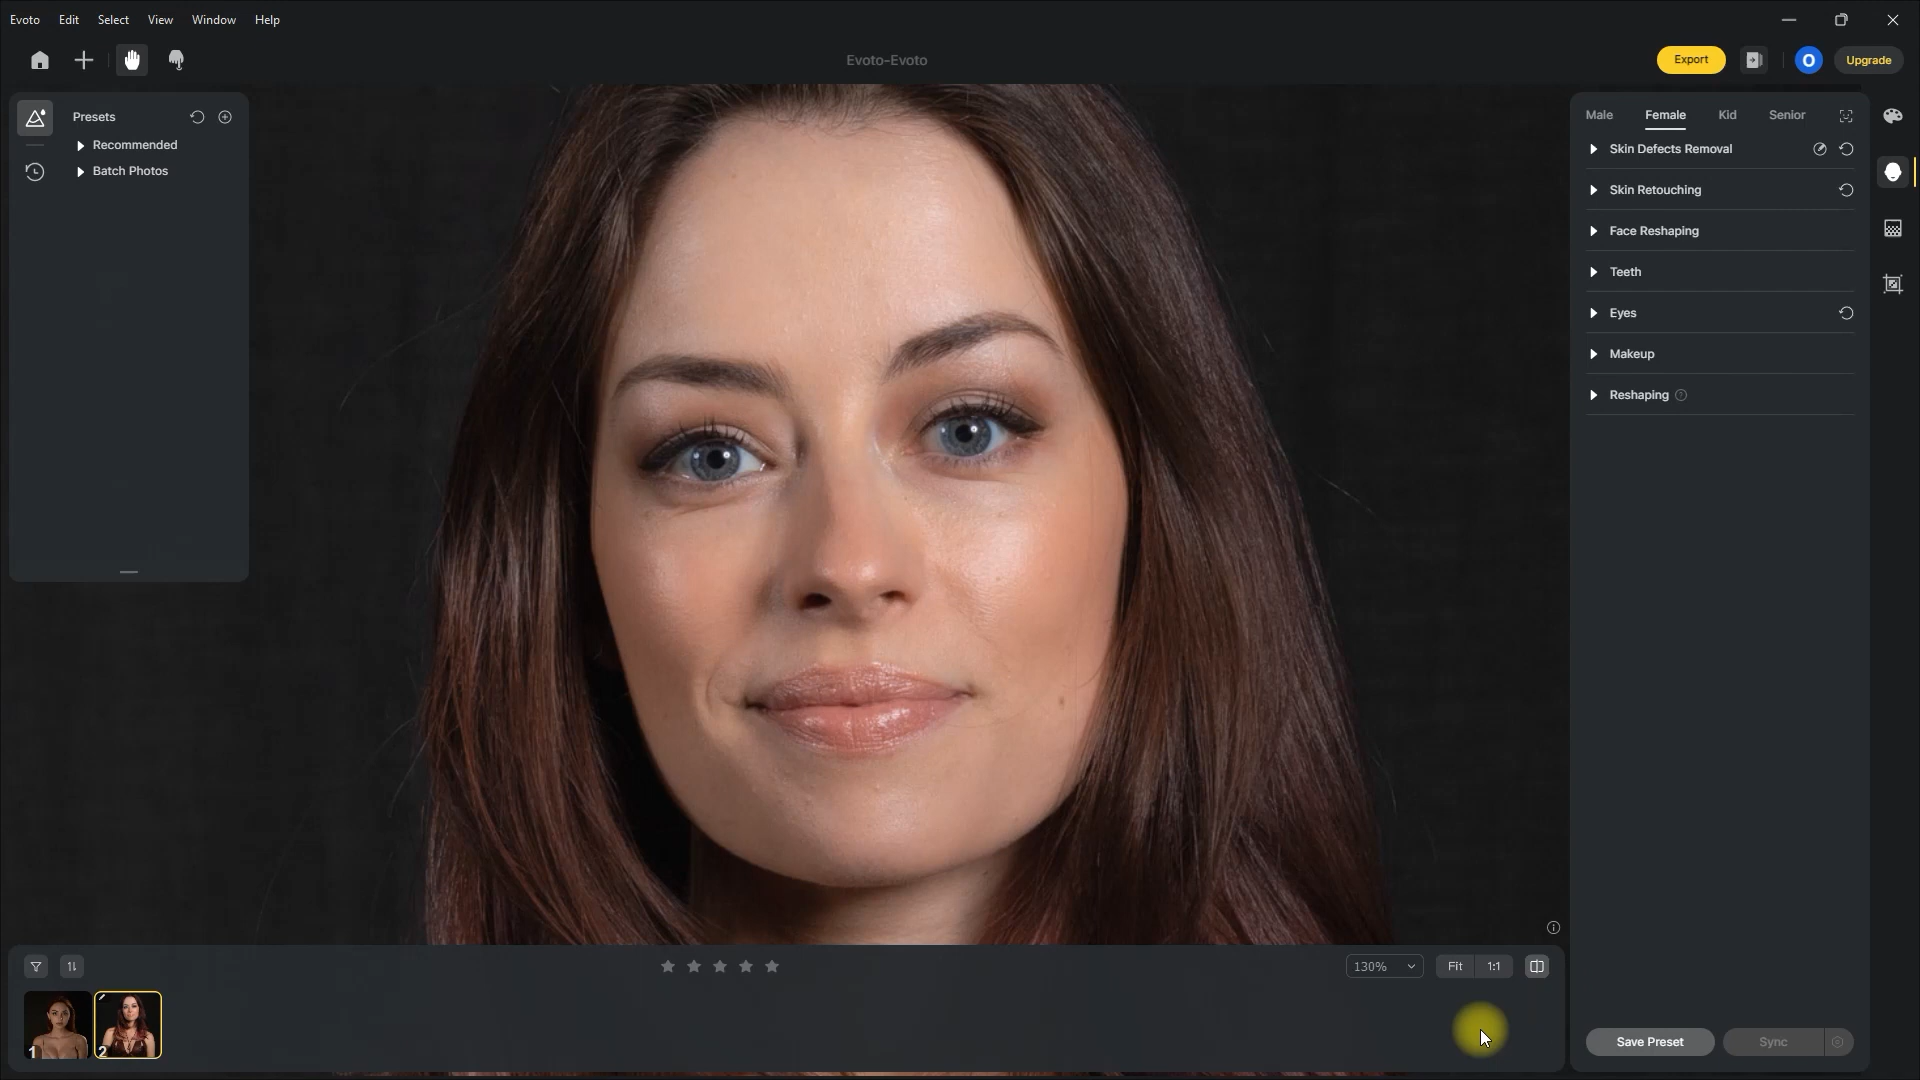 Evoto Edit Select View Window Help
Evoto-Evoto
Export
O
Upgrade
Presets
Recommended
Batch Photos
Male Female Kid Senior
Skin Defects Removal
Skin Retouching
Face Reshaping
Teeth
Eyes
Makeup
Reshaping ?
130% Fit 1:1
1 2
Save Preset Sync